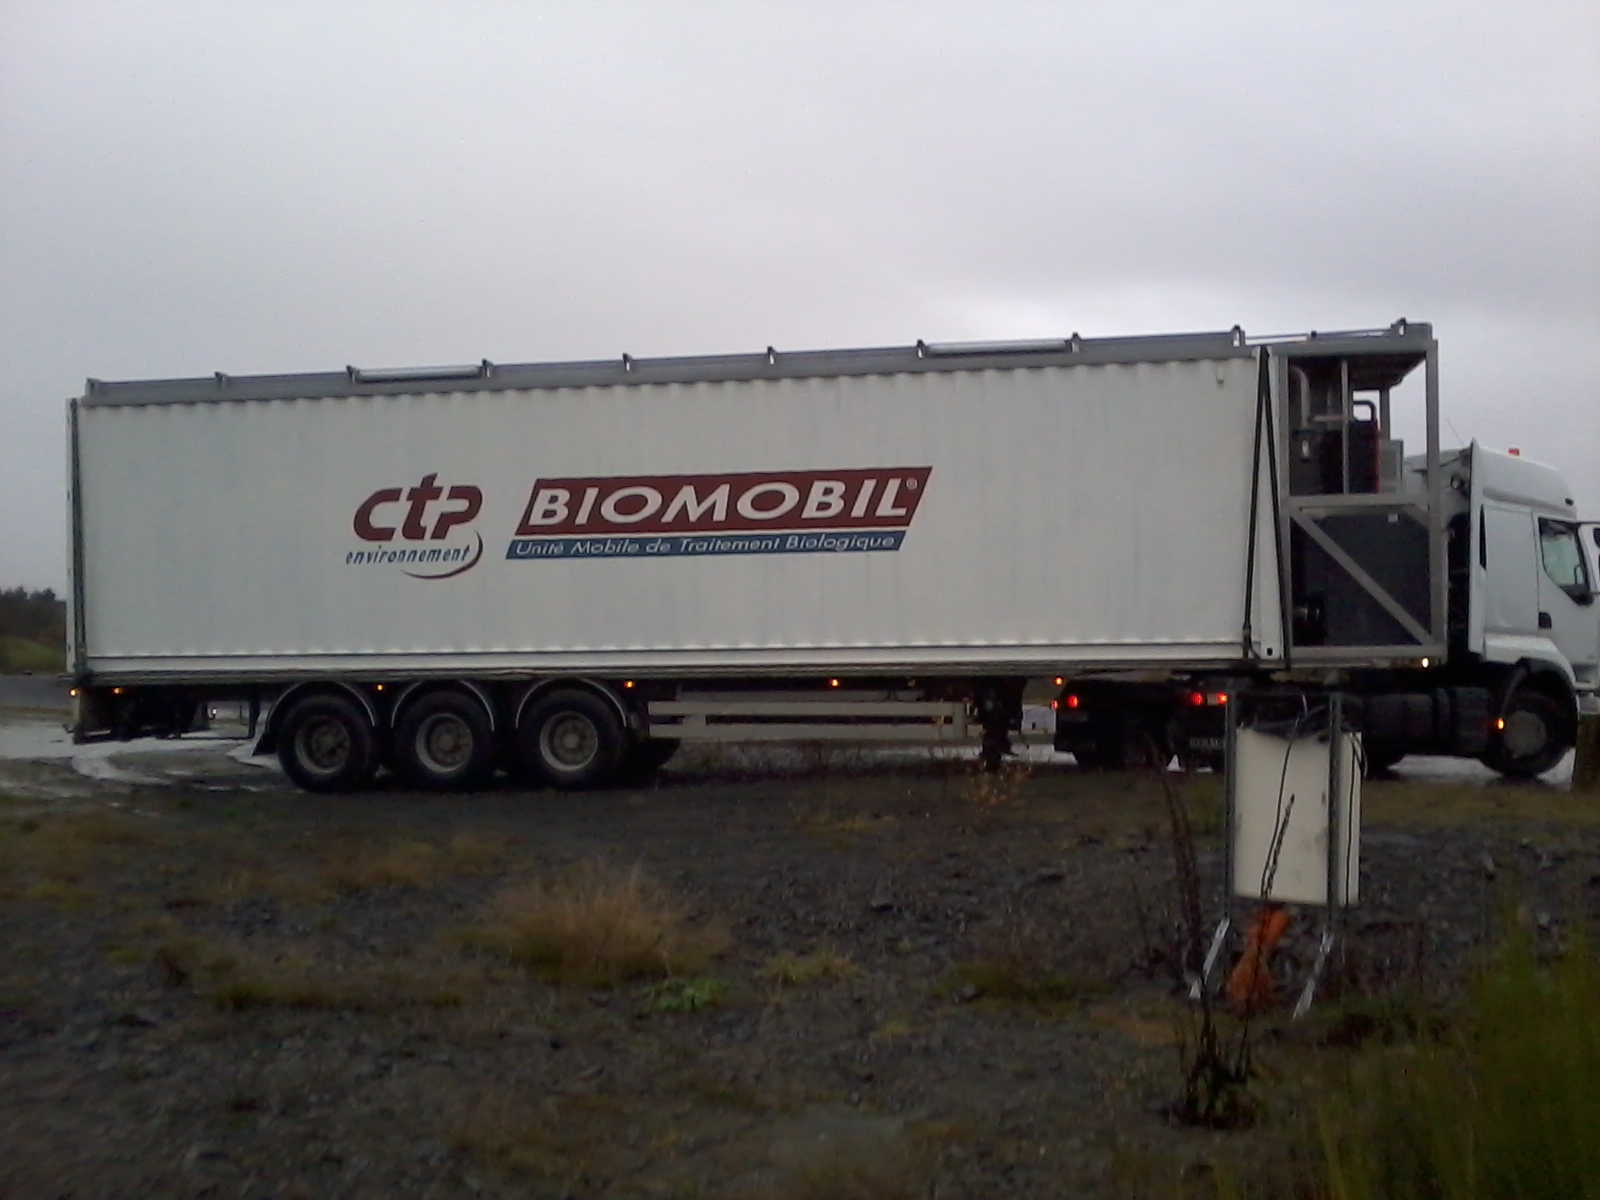 ctp
environnement
BIOMOBIL®
Unité Mobile de Traitement Biologique